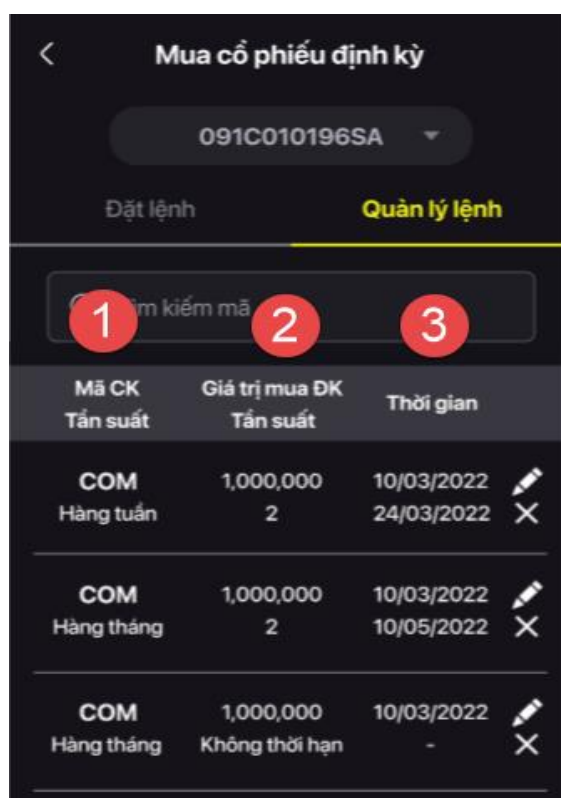 Mua cổ phiếu định kỳ
091C010196SA
Đặt lệnh Quản lý lệnh
kiếm mã
1 2 3
Mã CK Giá trị mua ĐK Thời gian
Tần suất Tần suất
COM 1,000,000 10/03/2022
Hàng tuần 2 24/03/2022
COM 1,000,000 10/03/2022
Hàng tháng 2 10/05/2022
COM 1,000,000 10/03/2022
Hàng tháng Không thời hạn -